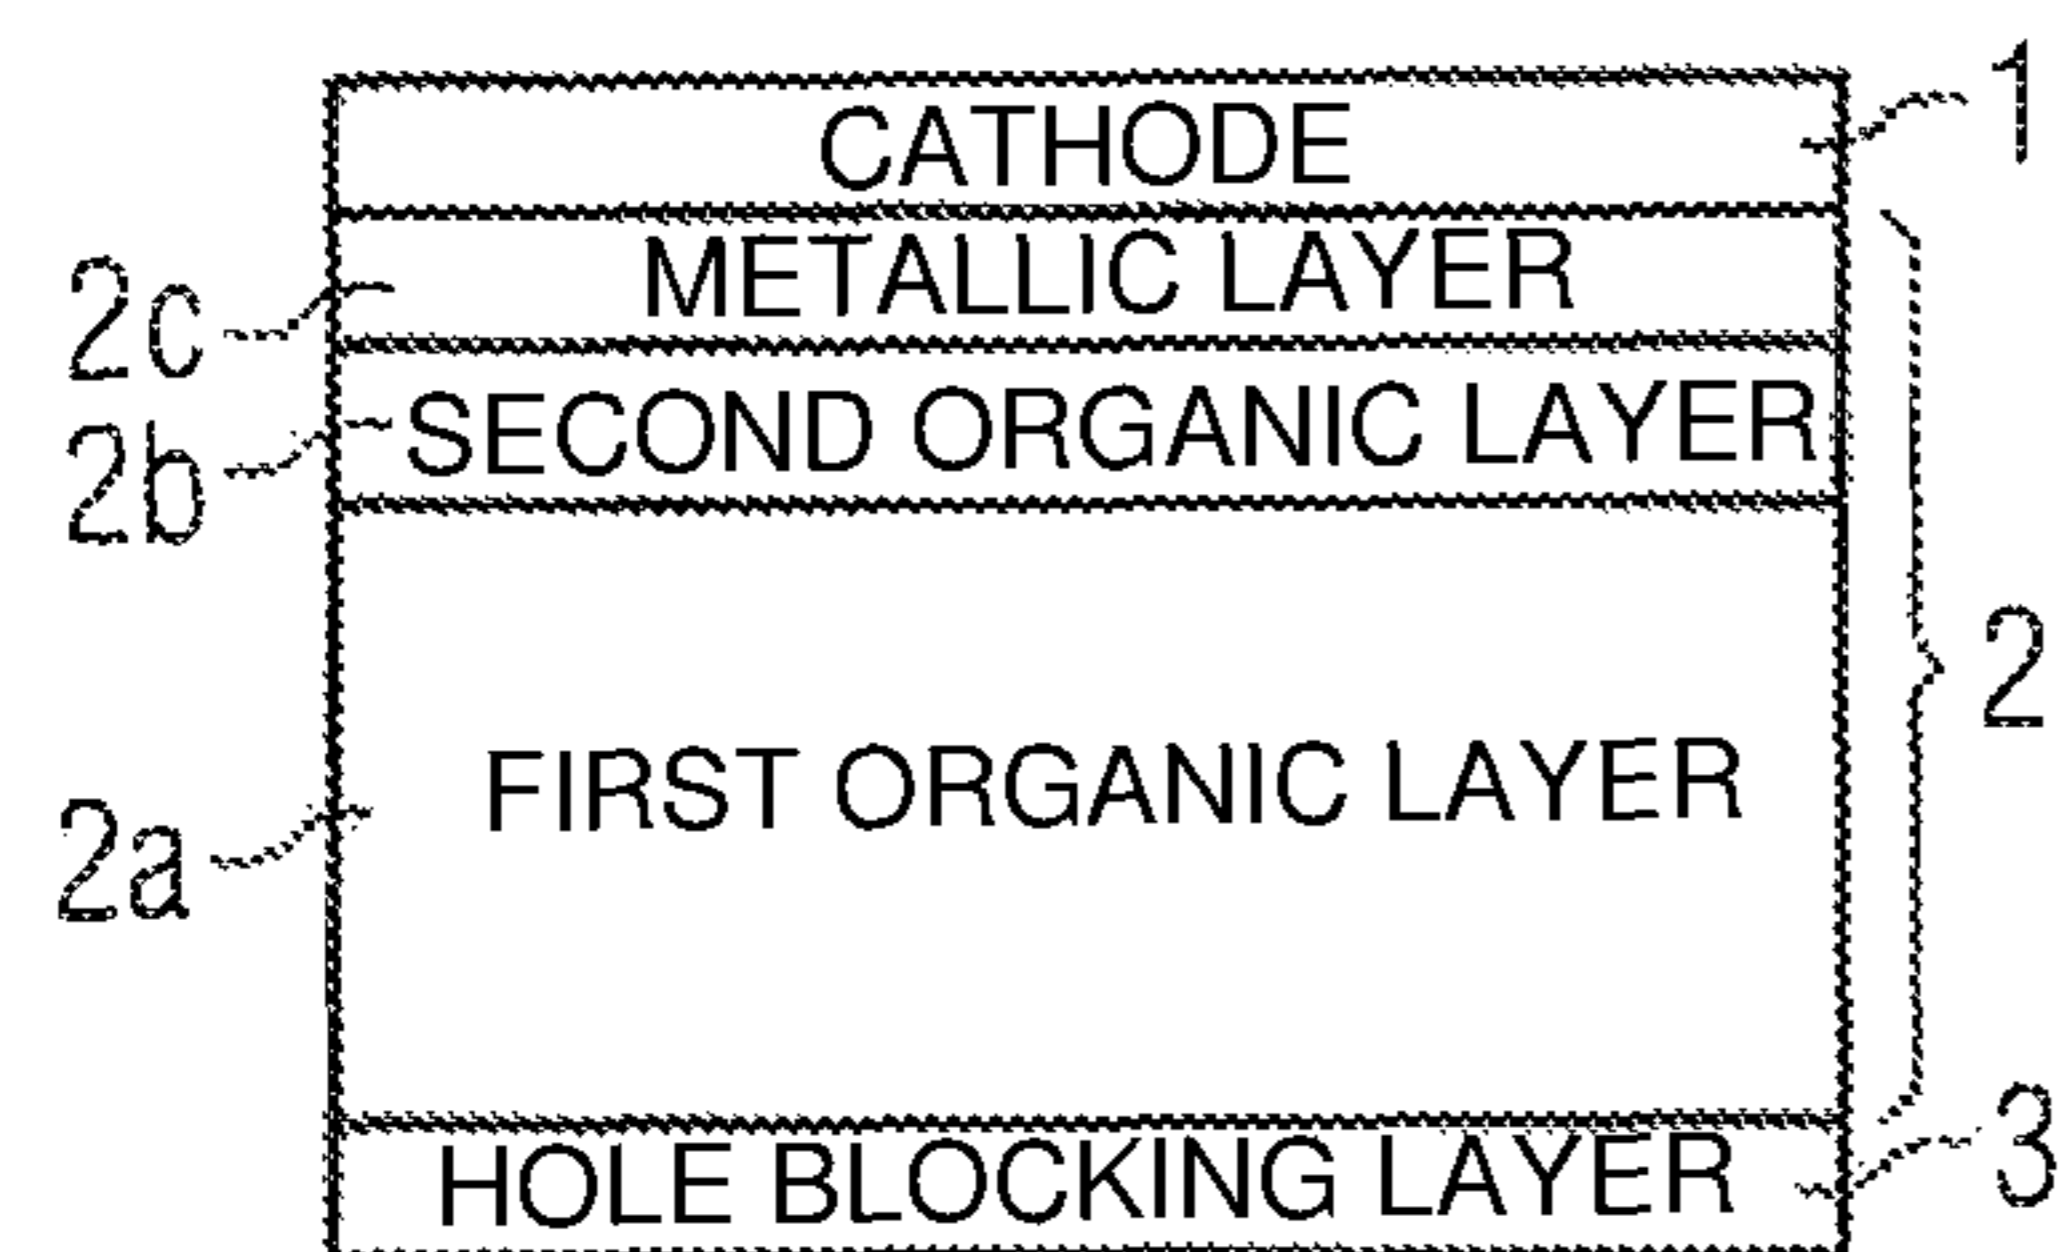 CATHODE 1
2c METALLIC LAYER
2b SECOND ORGANIC LAYER
2
2a FIRST ORGANIC LAYER
HOLE BLOCKING LAYER 3